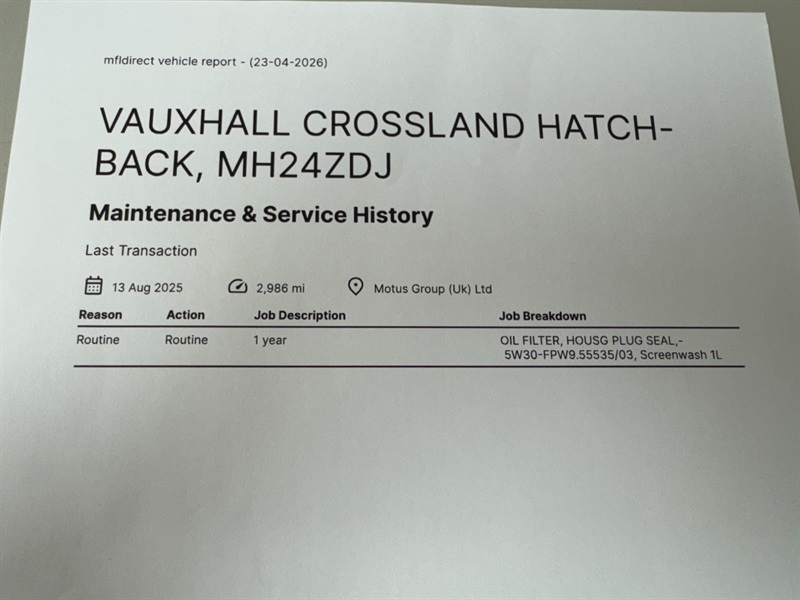 mfldirect vehicle report - (23-04-2026)
VAUXHALL CROSSLAND HATCH-
BACK, MH24ZDJ
Maintenance & Service History
Last Transaction
13 Aug 2025 2,986 mi Motus Group (Uk) Ltd
Reason Action Job Description Job Breakdown
Routine Routine 1 year OIL FILTER, HOUSG PLUG SEAL,-
5W30-FPW9.55535/03, Screenwash 1L